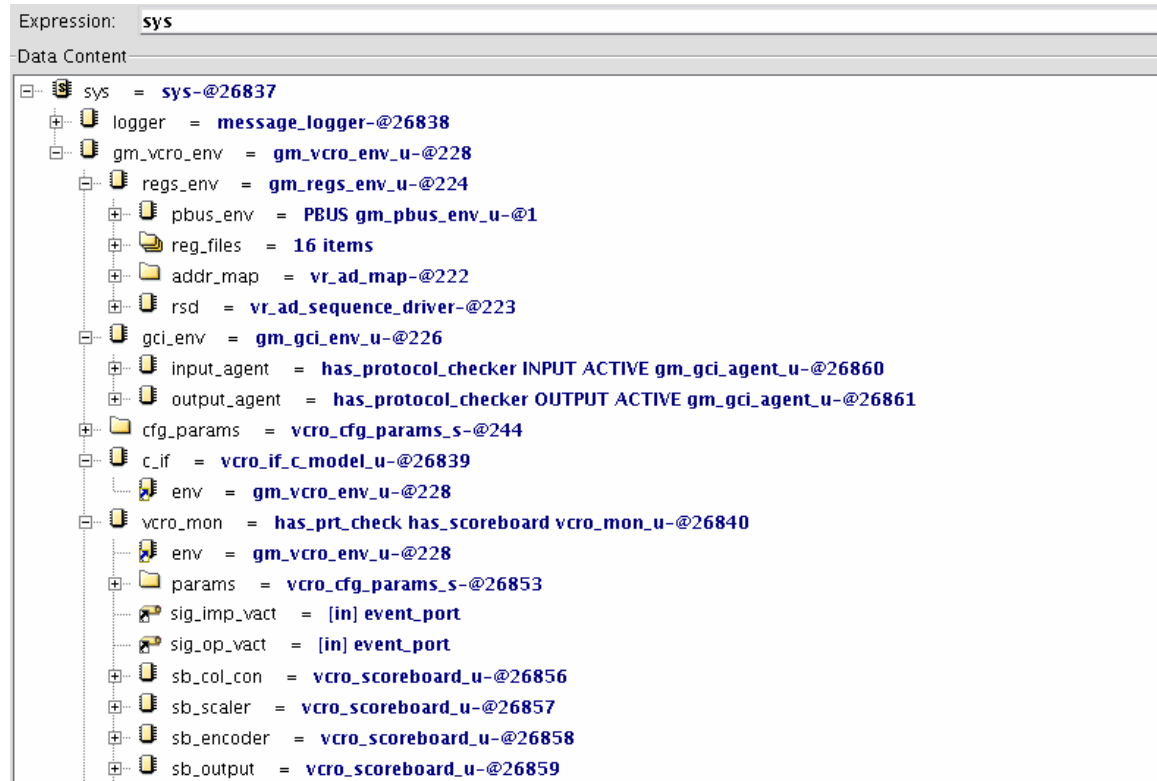 Expression: sys
Data Content
sys = sys-@26837
logger = message_logger-@26838
gm_vcro_env = gm_vcro_env_u-@228
regs_env = gm_regs_env_u-@224
pbus_env = PBUS gm_pbus_env_u-@1
reg_files = 16 items
addr_map = vr_ad_map-@222
rsd = vr_ad_sequence_driver-@223
gci_env = gm_gci_env_u-@226
input_agent = has_protocol_checker INPUT ACTIVE gm_gci_agent_u-@26860
output_agent = has_protocol_checker OUTPUT ACTIVE gm_gci_agent_u-@26861
cfg_params = vcro_cfg_params_s-@244
c_if = vcro_if_c_model_u-@26839
env = gm_vcro_env_u-@228
vcro_mon = has_prt_check has_scoreboard vcro_mon_u-@26840
env = gm_vcro_env_u-@228
params = vcro_cfg_params_s-@26853
sig_imp_vact = [in] event_port
sig_op_vact = [in] event_port
sb_col_con = vcro_scoreboard_u-@26856
sb_scaler = vcro_scoreboard_u-@26857
sb_encoder = vcro_scoreboard_u-@26858
sb_output = vcro_scoreboard_u-@26859